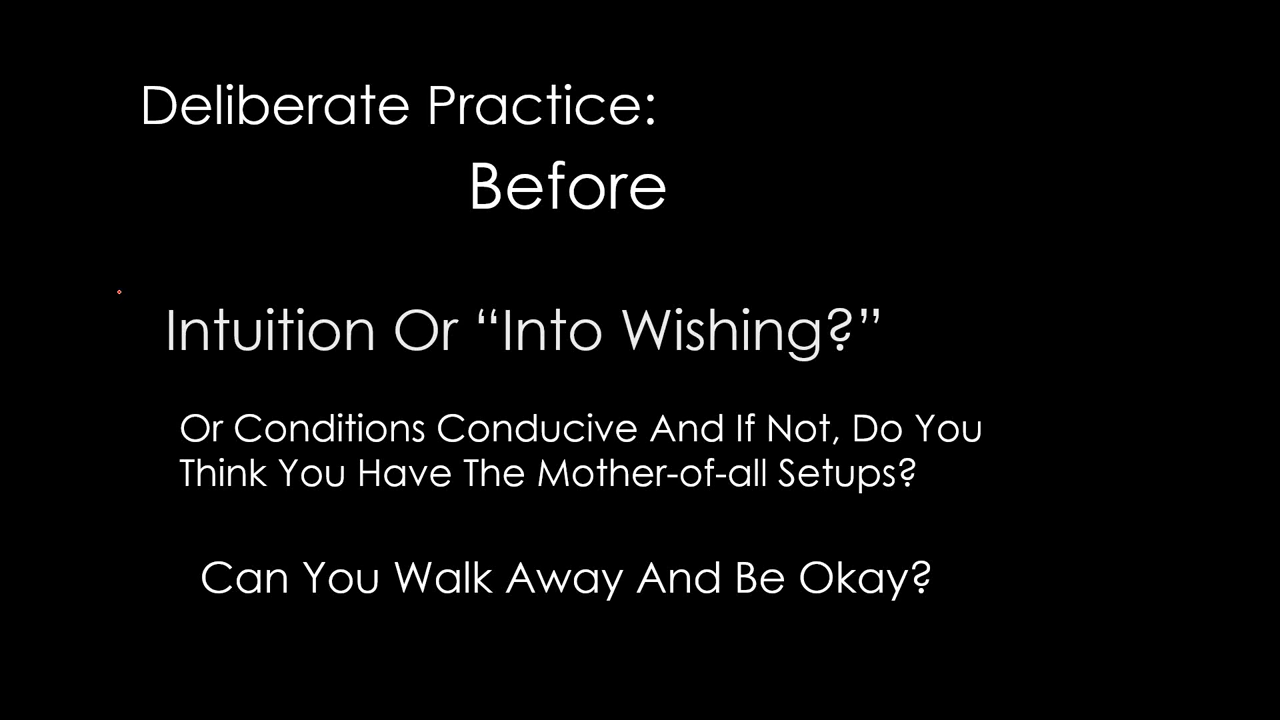 Deliberate Practice:
Before
Intuition Or “Into Wishing?”
Or Conditions Conducive And If Not, Do You
Think You Have The Mother-of-all Setups?
Can You Walk Away And Be Okay?